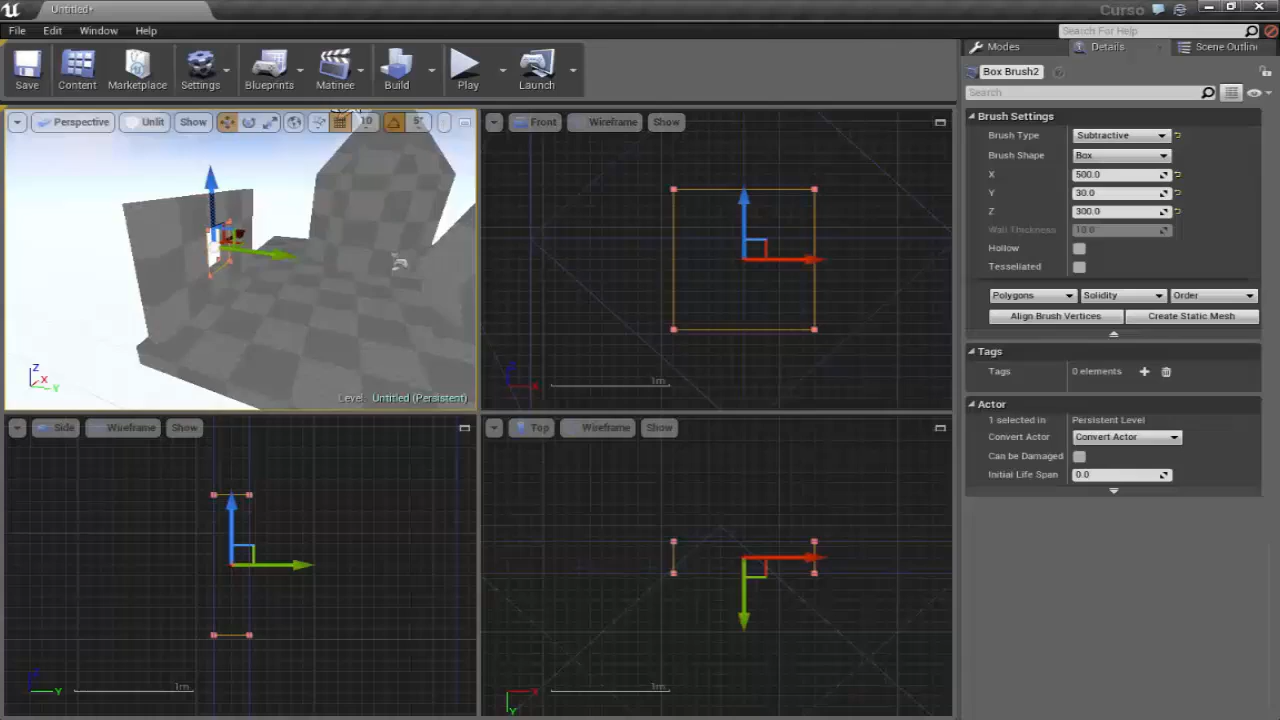 Untitled*
Curso
File Edit Window Help
Search For Help
Save Content Marketplace Settings Blueprints Matinee Build Play Launch
Modes Details Scene Outline
Box Brush2
Search
Perspective Unlit Show 10 5°
Level: Untitled (Persistent)
Z X Y
Front Wireframe Show
X
1m
Side Wireframe Show
Y
1m
Top Wireframe Show
X
Y
1m
Brush Settings
Brush Type Subtractive
Brush Shape Box
X 500.0
Y 30.0
Z 300.0
Wall Thickness 10.0
Hollow
Tessellated
Polygons Solidity Order
Align Brush Vertices Create Static Mesh
Tags
Tags 0 elements
Actor
1 selected in Persistent Level
Convert Actor Convert Actor
Can be Damaged
Initial Life Span 0.0